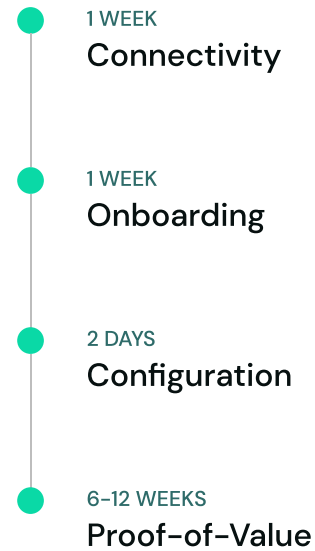 1 WEEK
Connectivity
1 WEEK
Onboarding
2 DAYS
Configuration
6-12 WEEKS
Proof-of-Value